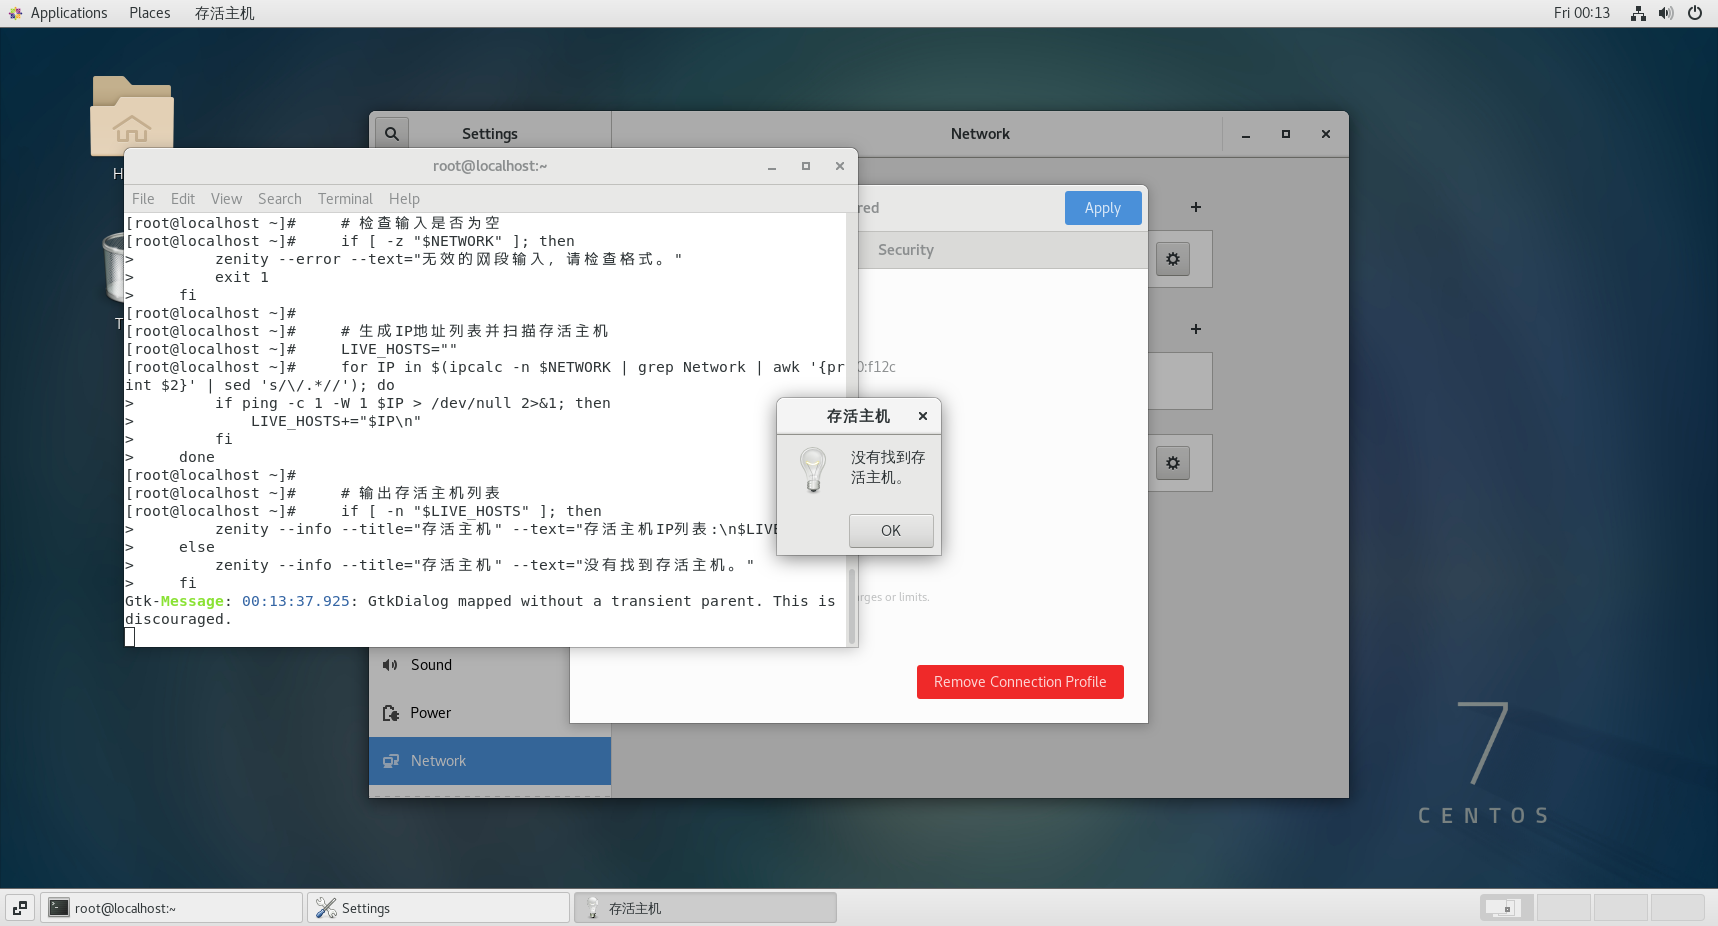 Applications Places 存活主机 Fri 00:13
Settings Network
root@localhost:~
File Edit View Search Terminal Help
[root@localhost ~]#     # 检查输入是否为空
[root@localhost ~]#     if [ -z "$NETWORK" ]; then
>         zenity --error --text="无效的网段输入, 请检查格式。"
>         exit 1
>     fi
[root@localhost ~]#
[root@localhost ~]#     # 生成IP地址列表并扫描存活主机
[root@localhost ~]#     LIVE_HOSTS=""
[root@localhost ~]#     for IP in $(ipcalc -n $NETWORK | grep Network | awk '{pr
int $2}' | sed 's/\/.*//'); do
>         if ping -c 1 -W 1 $IP > /dev/null 2>&1; then
>             LIVE_HOSTS+="$IP\n"
>         fi
>     done
[root@localhost ~]#
[root@localhost ~]#     # 输出存活主机列表
[root@localhost ~]#     if [ -n "$LIVE_HOSTS" ]; then
>         zenity --info --title="存活主机" --text="存活主机IP列表:\n$LIVE
>     else
>         zenity --info --title="存活主机" --text="没有找到存活主机。"
>     fi
Gtk-Message: 00:13:37.925: GtkDialog mapped without a transient parent. This is
discouraged.
red
Apply
Security
0:f12c
存活主机
没有找到存
活主机。
OK
arges or limits.
Remove Connection Profile
Sound
Power
Network
H
T
7
CENTOS
root@localhost:~
Settings
存活主机